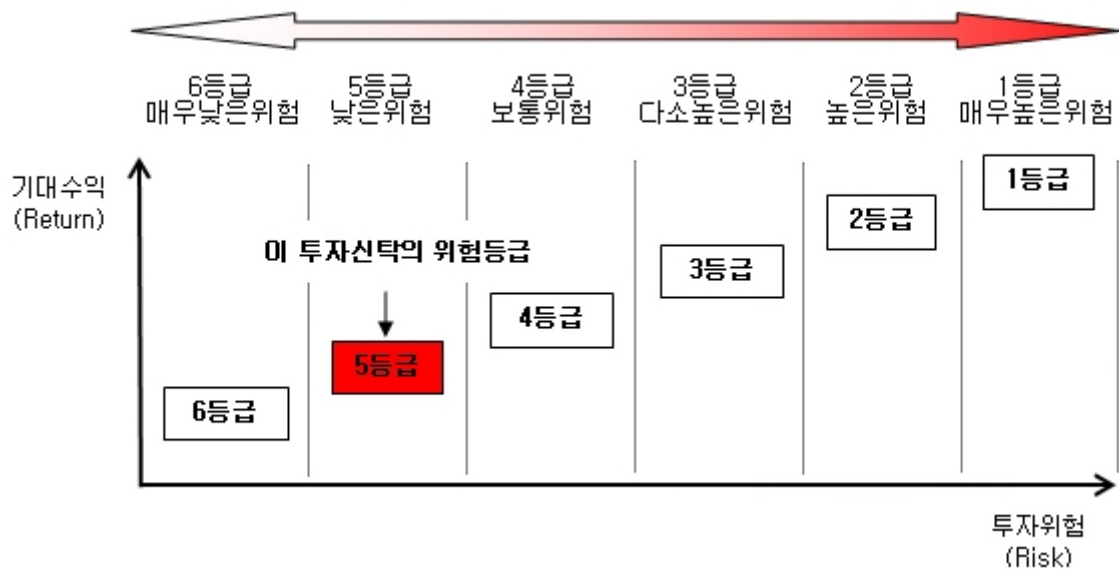 6등급
매우낮은위험
5등급
낮은위험
4등급
보통위험
3등급
다소높은위험
2등급
높은위험
1등급
매우높은위험
기대수익
(Return)
1등급
2등급
이 투자신탁의 위험등급
3등급
4등급
5등급
6등급
투자위험
(Risk)